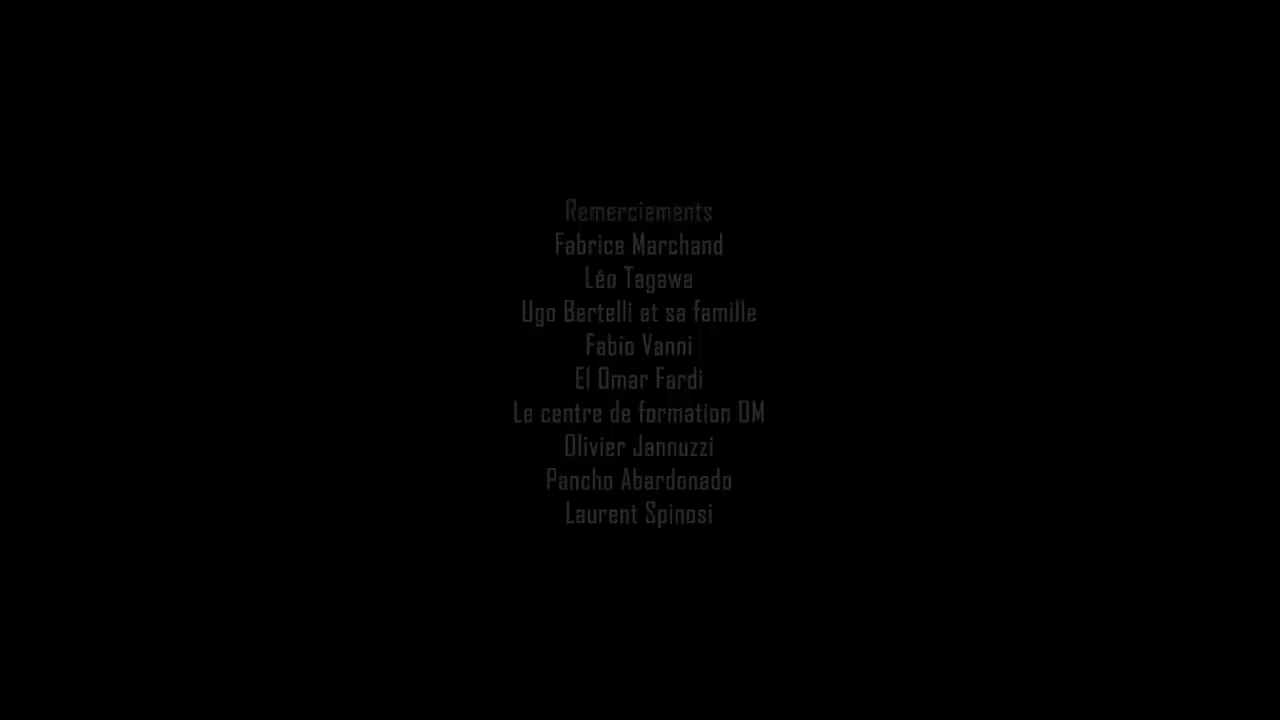 Remerciements
Fabrice Marchand
Léo Tagawa
Ugo Bertelli et sa famille
Fabio Vanni
El Omar Fardi
Le centre de formation OM
Olivier Jannuzzi
Pancho Abardonado
Laurent Spinosi